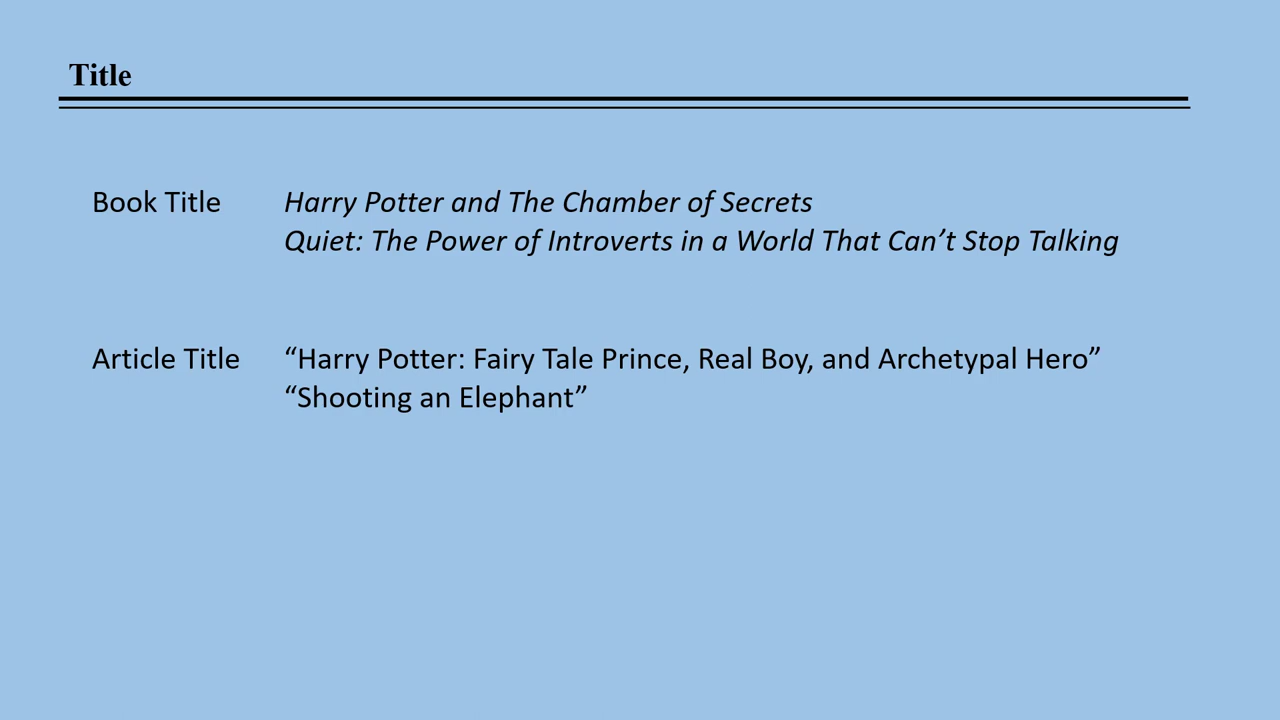 Title
Book Title Harry Potter and The Chamber of Secrets
Quiet: The Power of Introverts in a World That Can’t Stop Talking
Article Title “Harry Potter: Fairy Tale Prince, Real Boy, and Archetypal Hero”
“Shooting an Elephant”